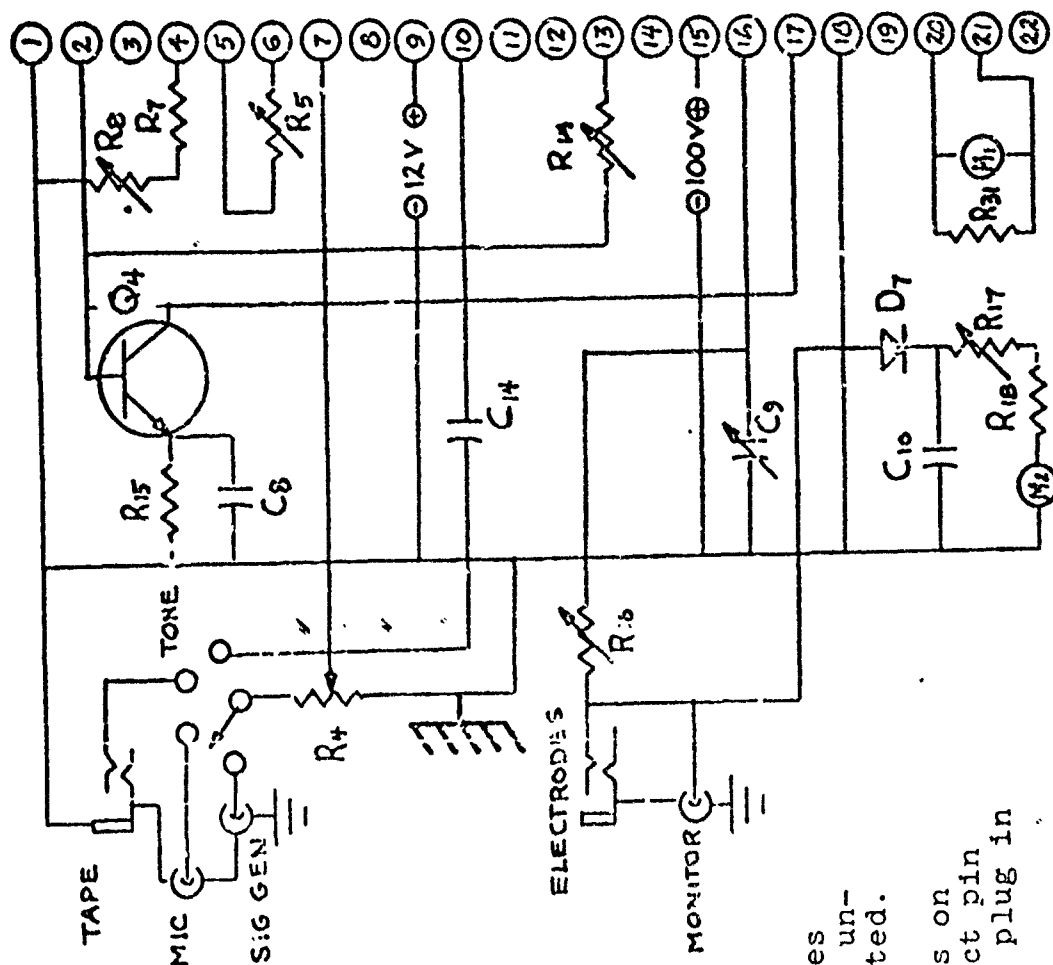 1
2
3
4
5
6
7
8
9
10
11
12
13
14
15
16
17
18
19
20
21
22
R8
R7
R5
⊖ 12V ⊕
⊖ 100V ⊕
Q4
R15
C8
C14
C9
D7
R17
R18
C10
M2
R31
M1
TONE
TAPE
MIC
SIG GEN
R4
ELECTRODES
MONITOR
es
un-
ted.
s on
ct pin
plug in